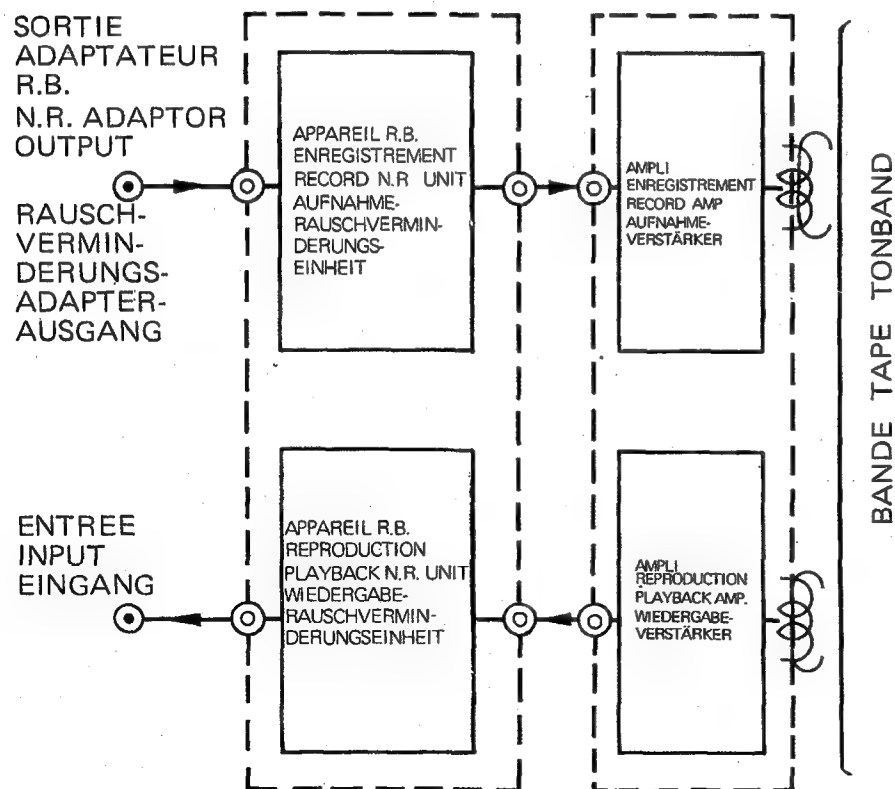 SORTIE
ADAPTATEUR
R.B.
N.R. ADAPTOR
OUTPUT
RAUSCH-
VERMIN-
DERUNGS-
ADAPTER-
AUSGANG
APPAREIL R.B.
ENREGISTREMENT
RECORD N.R UNIT
AUFNAHME-
RAUSCHVERMIN-
DERUNGS-
EINHEIT
AMPLI
ENREGISTREMENT
RECORD AMP
AUFNAHME-
VERSTÄRKER
ENTREE
INPUT
EINGANG
APPAREIL R.B.
REPRODUCTION
PLAYBACK N.R. UNIT
WIEDERGABE-
RAUSCHVERMIN-
DERUNGSEINHEIT
AMPLI
REPRODUCTION
PLAYBACK AMP.
WIEDERGABE-
VERSTÄRKER
BANDE TAPE TONBAND